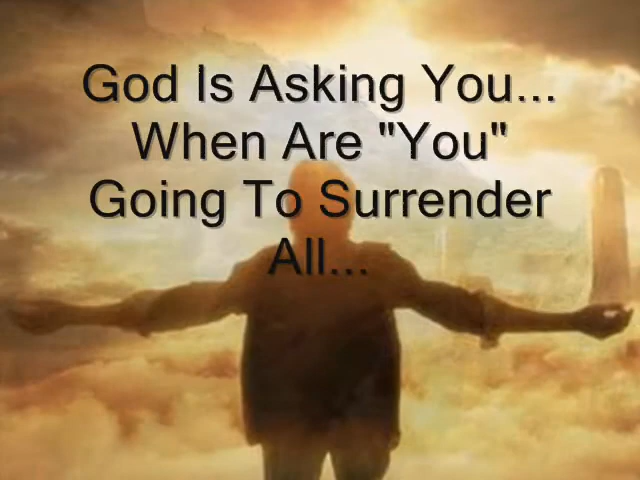 God Is Asking You...
When Are "You"
Going To Surrender
All...